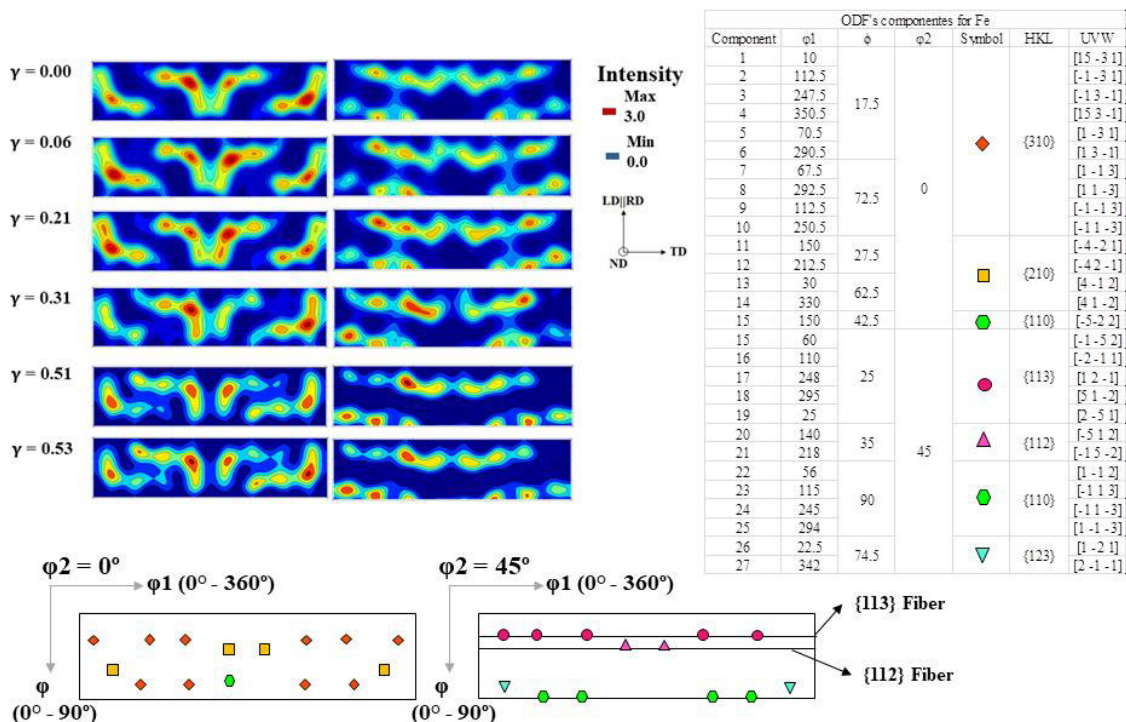 γ = 0.00
γ = 0.06
γ = 0.21
γ = 0.31
γ = 0.51
γ = 0.53
Intensity
Max
3.0
Min
0.0
LD||RD
TD
ND
ODF's componentes for Fe
Component φ1 ϕ φ2 Symbol HKL UVW
1 10 17.5 0 {310} [15 -3 1]
2 112.5 [-1 -3 1]
3 247.5 [-1 3 -1]
4 350.5 [15 3 -1]
5 70.5 [1 -3 1]
6 290.5 [1 3 -1]
7 67.5 72.5 [1 -1 3]
8 292.5 [1 1 -3]
9 112.5 [-1 -1 3]
10 250.5 [-1 1 -3]
11 150 27.5 {210} [-4 -2 1]
12 212.5 [-4 2 -1]
13 30 62.5 [4 -1 2]
14 330 [4 1 -2]
15 150 42.5 {110} [-5 -2 2]
15 60 25 45 {113} [-1 -5 2]
16 110 [-2 -1 1]
17 248 [1 2 -1]
18 295 [5 1 -2]
19 25 [2 -5 1]
20 140 35 {112} [-5 1 2]
21 218 [-1 5 -2]
22 56 90 {110} [1 -1 2]
23 115 [-1 1 3]
24 245 [-1 1 -3]
25 294 [1 -1 -3]
26 22.5 74.5 {123} [1 -2 1]
27 342 [2 -1 -1]
φ2 = 0º
φ1 (0° - 360º)
φ
(0° - 90º)
φ2 = 45º
φ1 (0° - 360º)
φ
(0° - 90º)
{113} Fiber
{112} Fiber